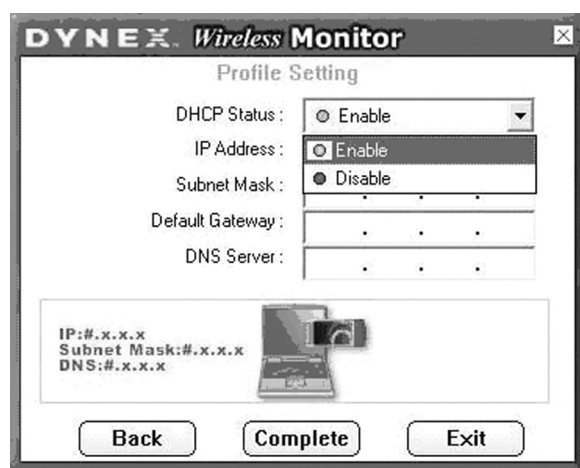 DYNEX. Wireless Monitor
Profile Setting
DHCP Status : Enable
IP Address : Enable
Disable
Subnet Mask :
Default Gateway : . . .
DNS Server : . . .
IP:#.x.x.x
Subnet Mask:#.x.x.x
DNS:#.x.x.x
Back Complete Exit